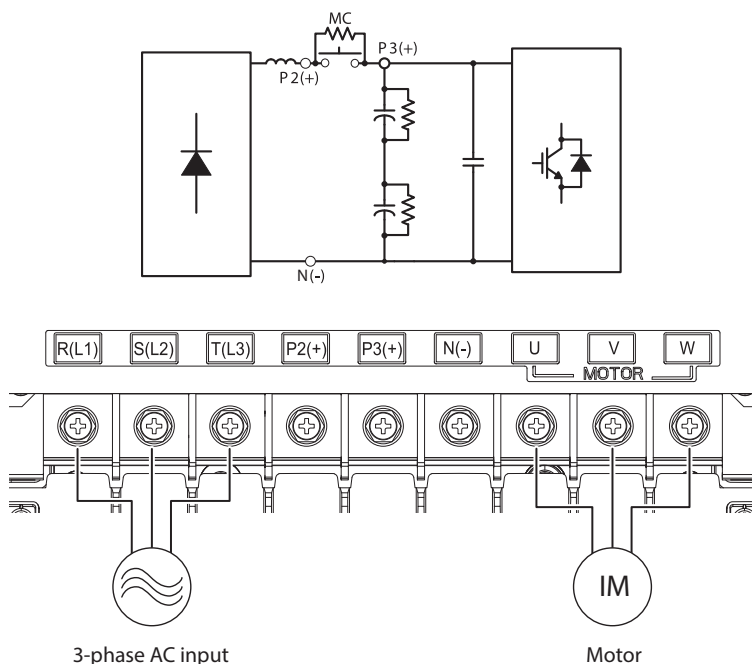 MC
P2(+)
P3(+)
N(-)
R(L1) S(L2) T(L3) P2(+) P3(+) N(-) U V W
MOTOR
IM
3-phase AC input Motor